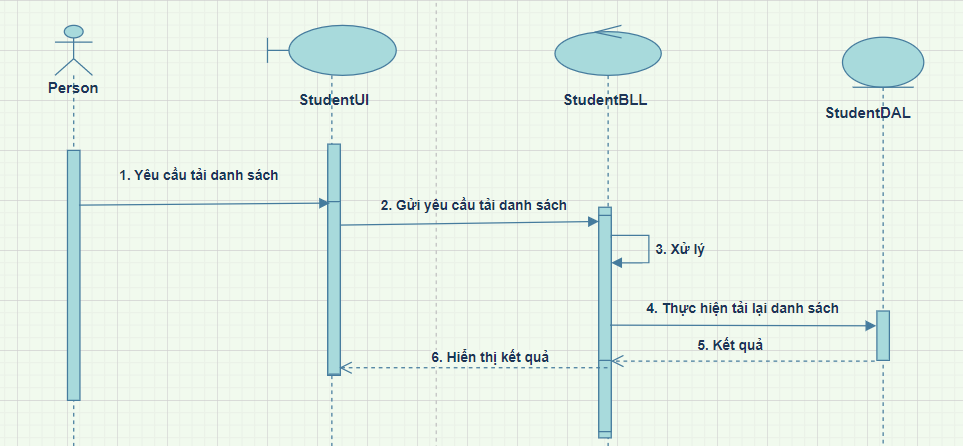 Person
StudentUI
StudentBLL
StudentDAL
1. Yêu cầu tải danh sách
2. Gửi yêu cầu tải danh sách
3. Xử lý
4. Thực hiện tải lại danh sách
5. Kết quả
6. Hiển thị kết quả